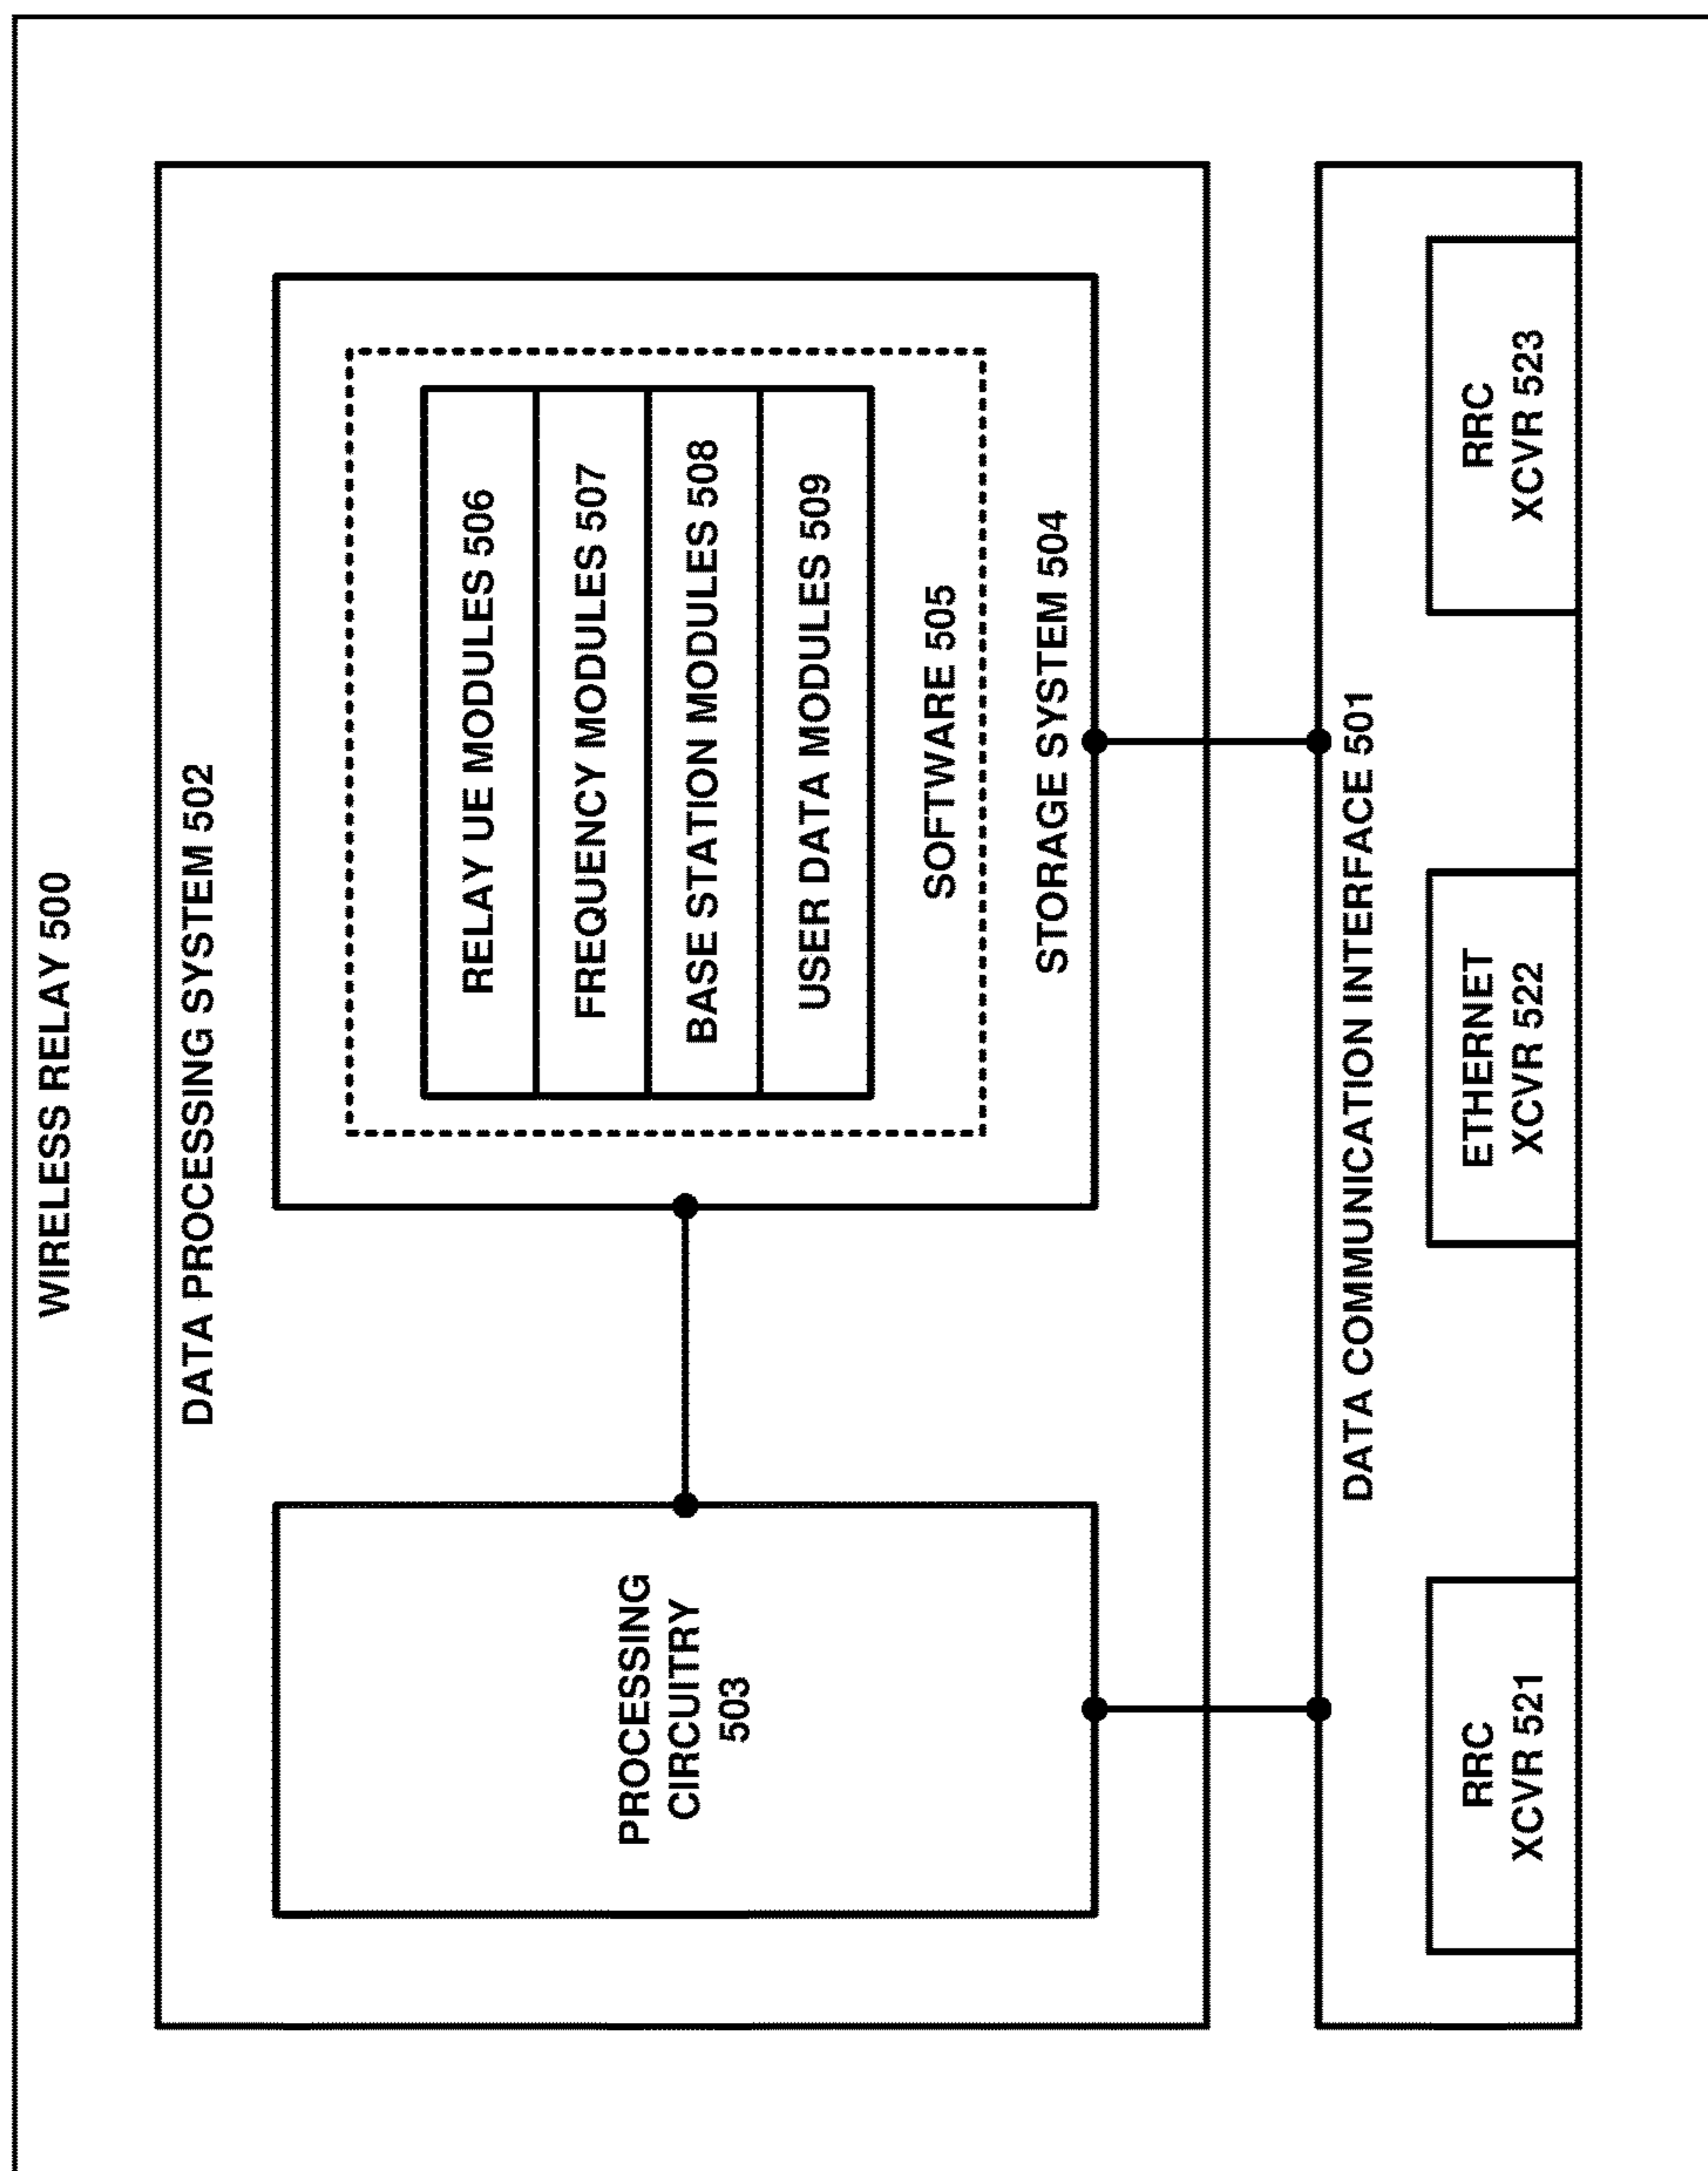 WIRELESS RELAY 500
DATA PROCESSING SYSTEM 502
PROCESSING
CIRCUITRY
503
RELAY UE MODULES 506
FREQUENCY MODULES 507
BASE STATION MODULES 508
USER DATA MODULES 509
SOFTWARE 505
STORAGE SYSTEM 504
DATA COMMUNICATION INTERFACE 501
RRC
XCVR 521
ETHERNET
XCVR 522
RRC
XCVR 523